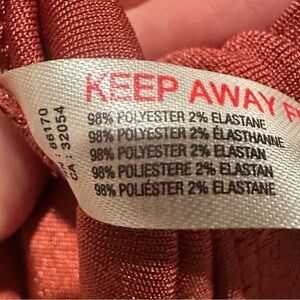 KEEP AWAY F
98% POLYESTER 2% ELASTANE
98% POLYESTER 2% ÉLASTHANNE
98% POLYESTER 2% ELASTAN
98% POLIESTERE 2% ELASTAN
98% POLIÉSTER 2% ELASTANE
: 66170
CA : 32054